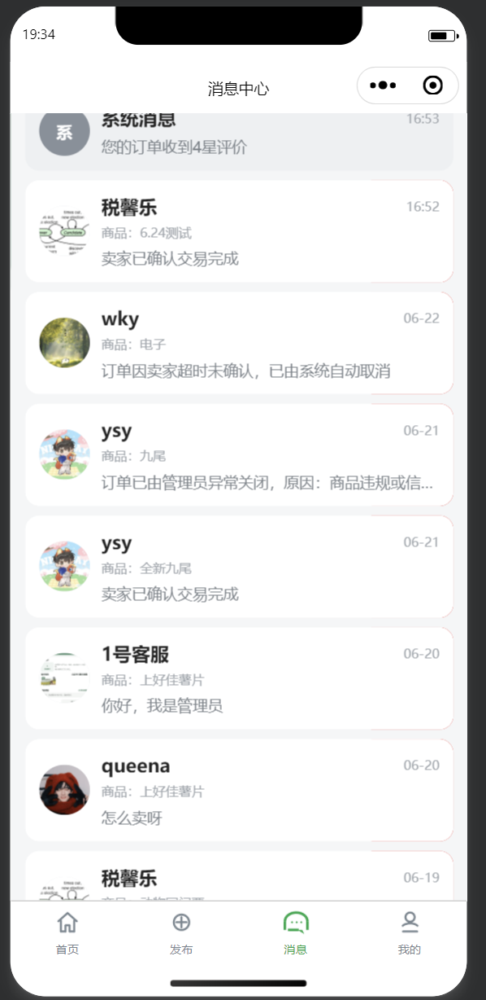 19:34
消息中心
系
系统消息
16:53
您的订单收到4星评价
税馨乐
16:52
商品：6.24测试
卖家已确认交易完成
wky
06-22
商品：电子
订单因卖家超时未确认，已由系统自动取消
ysy
06-21
商品：九尾
订单已由管理员异常关闭，原因：商品违规或信...
ysy
06-21
商品：全新九尾
卖家已确认交易完成
1号客服
06-20
商品：上好佳薯片
你好，我是管理员
queena
06-20
商品：上好佳薯片
怎么卖呀
税馨乐
06-19
首页
发布
消息
我的